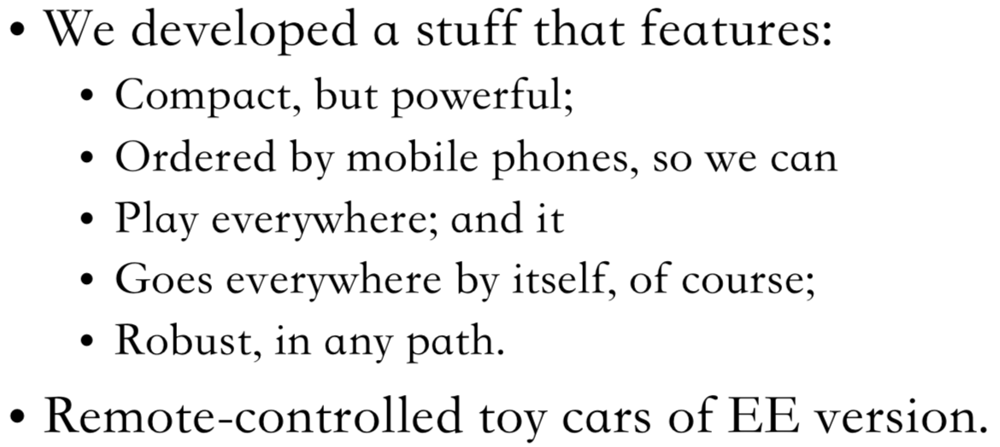 • We developed a stuff that features:
• Compact, but powerful;
• Ordered by mobile phones, so we can
• Play everywhere; and it
• Goes everywhere by itself, of course;
• Robust, in any path.
• Remote-controlled toy cars of EE version.